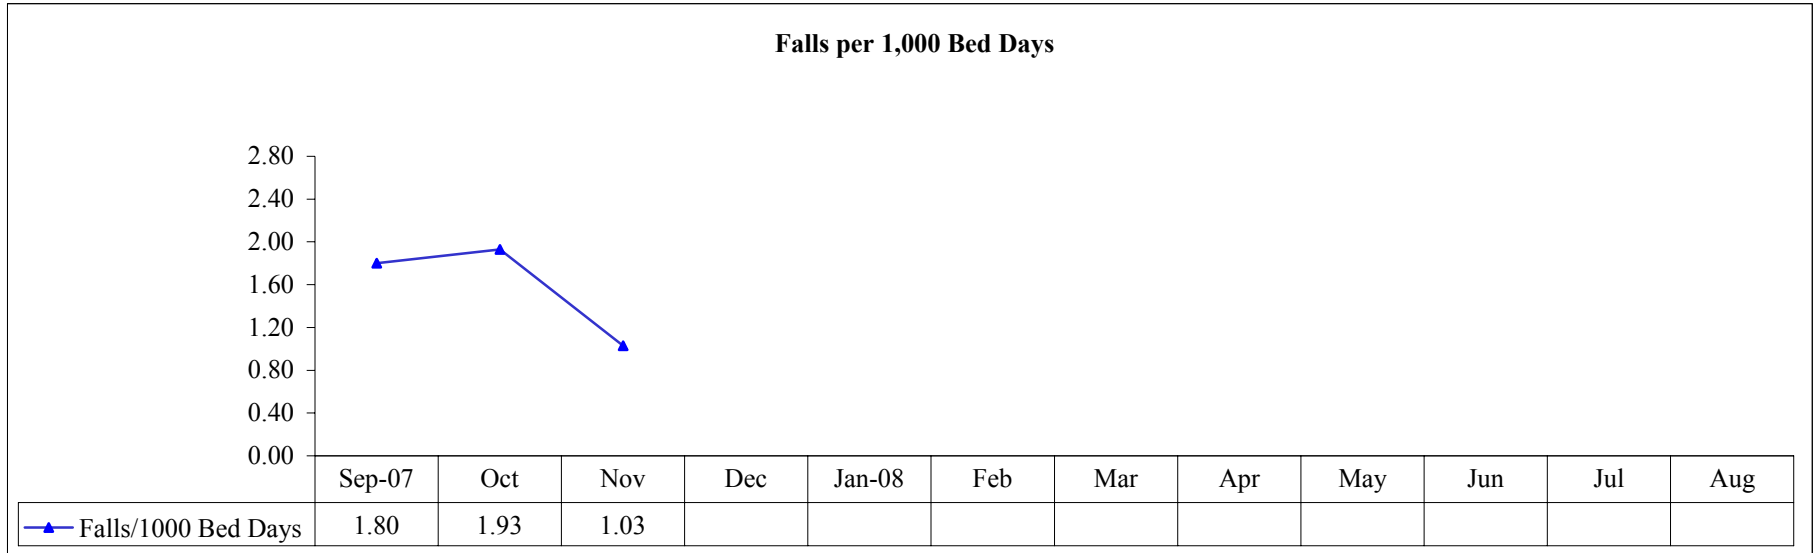 Falls per 1,000 Bed Days
2.80
2.40
2.00
1.60
1.20
0.80
0.40
0.00
Sep-07 Oct Nov Dec Jan-08 Feb Mar Apr May Jun Jul Aug
Falls/1000 Bed Days 1.80 1.93 1.03